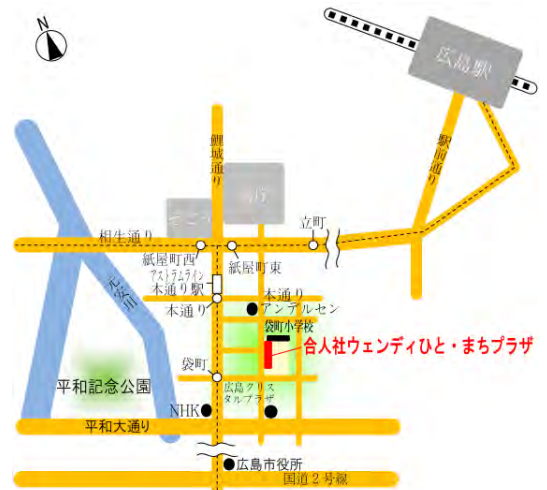 N
広島駅
鯉城通り
駅前通り
そごう
立町
相生通り
紙屋町西
紙屋町東
アストラムライン
本通り駅
本通り
本通り
アンデルセン
元安川
袋町小学校
合人社ウェンディひと・まちプラザ
袋町
平和記念公園
広島クリス
タルプラザ
NHK
平和大通り
広島市役所
国道2号線